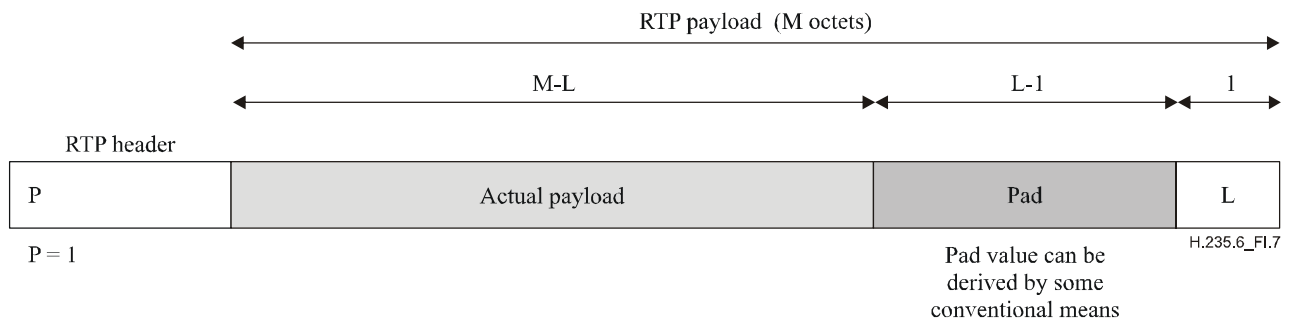 RTP payload (M octets)
M-L
L-1
1
RTP header
P
Actual payload
Pad
L
P = 1
H.235.6_FI.7
Pad value can be
derived by some
conventional means